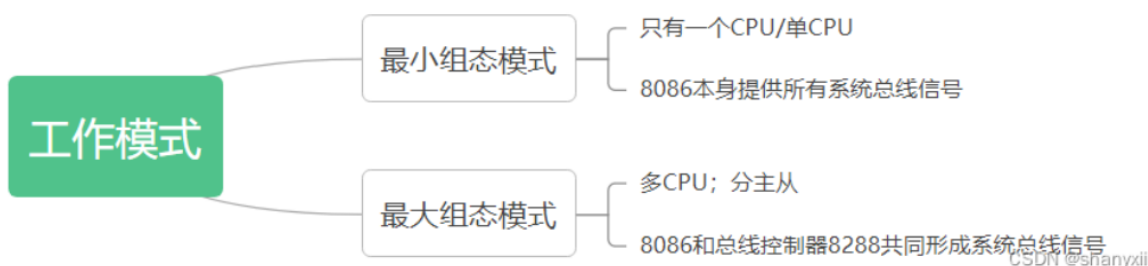 工作模式
最小组态模式
只有一个CPU/单CPU
8086本身提供所有系统总线信号
最大组态模式
多CPU；分主从
8086和总线控制器8288共同形成系统总线信号
CSDN @shanvxii